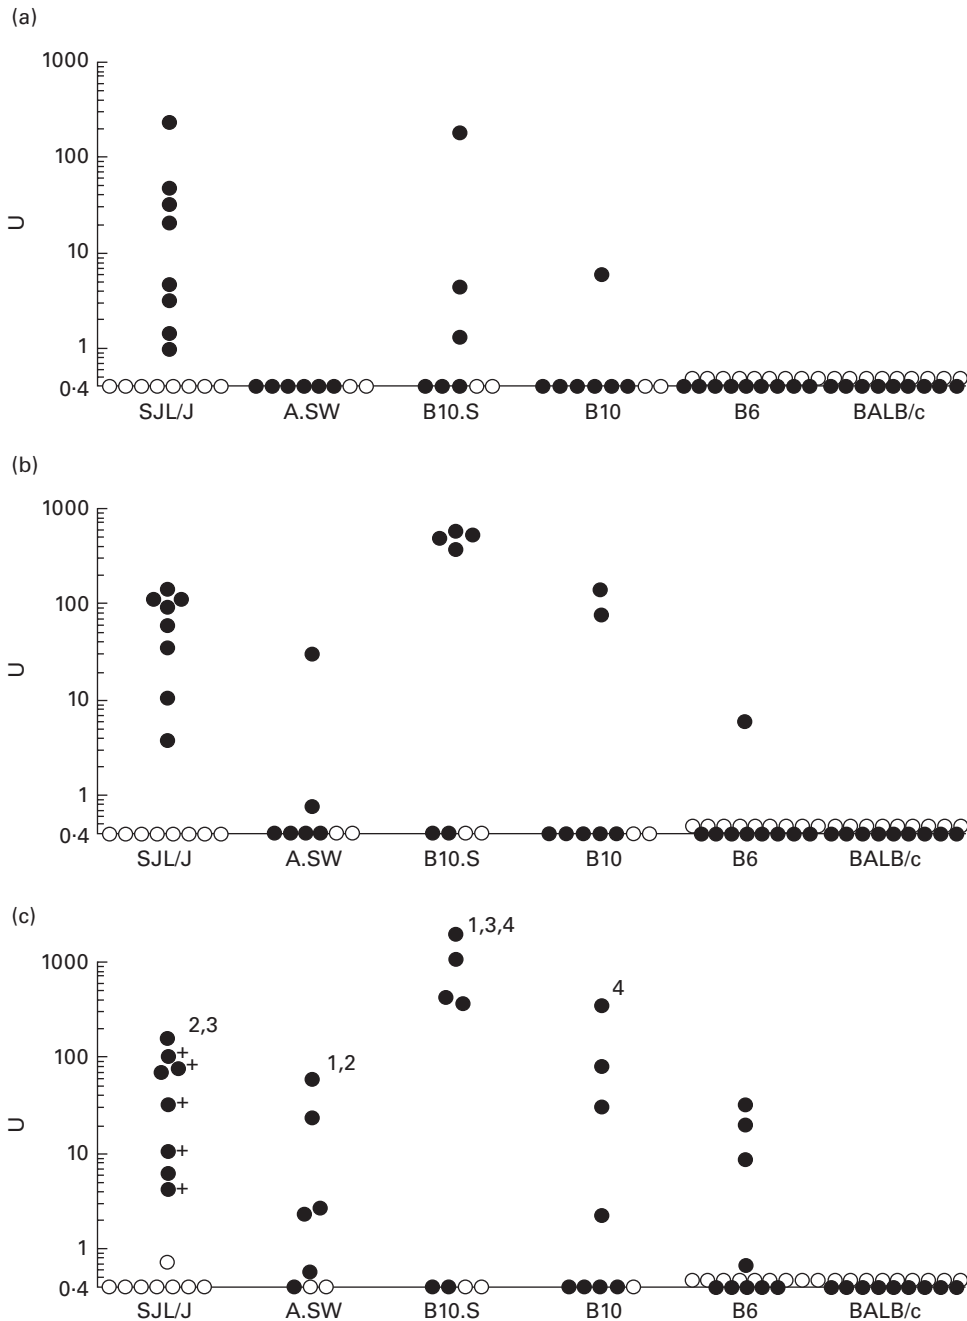 (a)
1000
100
U
10
1
0·4
SJL/J A.SW B10.S B10 B6 BALB/c
(b)
1000
100
U
10
1
0·4
SJL/J A.SW B10.S B10 B6 BALB/c
(c)
1,3,4
1000
4
2,3
100 +
+ 1,2
+
U
10 +
+
1
0·4
SJL/J A.SW B10.S B10 B6 BALB/c